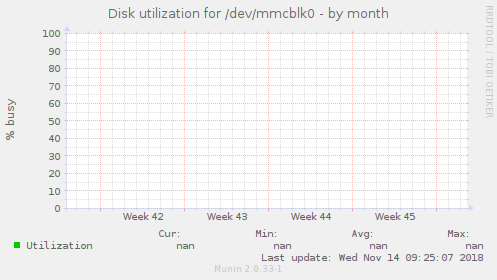 Disk utilization for /dev/mmcblk0 - by month
RRDTOOL / TOBI OETIKER
% busy
100
90
80
70
60
50
40
30
20
10
0
Week 42 Week 43 Week 44 Week 45
Cur: Min: Avg: Max:
Utilization nan nan nan nan
Last update: Wed Nov 14 09:25:07 2018
Munin 2.0.33-1